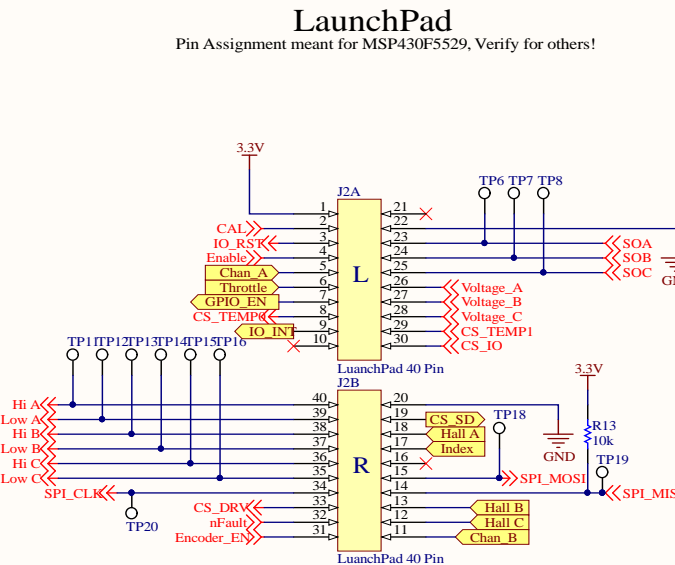 LaunchPad
Pin Assignment meant for MSP430F5529, Verify for others!
3.3V
J2A
TP6 TP7 TP8
1 21
CAL 2 22
IO_RST 3 23 SOA
Enable 4 24 SOB
Chan_A 5 25 SOC
Throttle 6 L 26 Voltage_A
GPIO_EN 7 27 Voltage_B
CS_TEMP0 8 28 Voltage_C
IO_INT 9 29 CS_TEMP1
10 30 CS_IO
LuanchPad 40 Pin
TP11 TP12 TP13 TP14 TP15 TP16
J2B
3.3V
Hi A 40 20
Low A 39 19 CS_SD
TP18
Hi B 38 18 Hall A
R13
10k
Low B 37 17 Index
GND
Hi C 36 R 16
TP19
Low C 35 15 SPI_MOSI
SPI_CLK 34 14 SPI_MIS
CS_DRV 33 13 Hall B
TP20
nFault 32 12 Hall C
Encoder_EN 31 11 Chan_B
LuanchPad 40 Pin